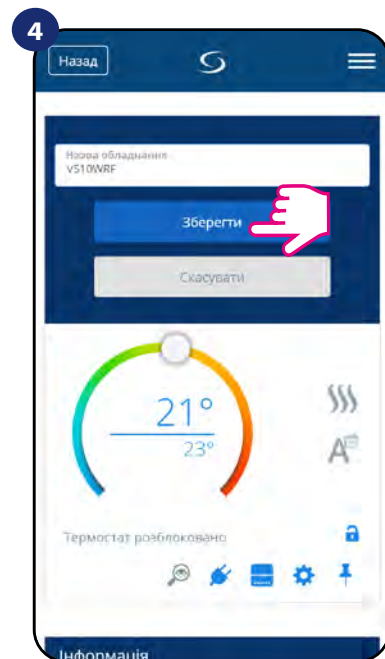 4
Назад
Назва обладнання
VS10WRF
Зберегти
Скасувати
21°
23°
A
Термостат розблоковано
Інформація